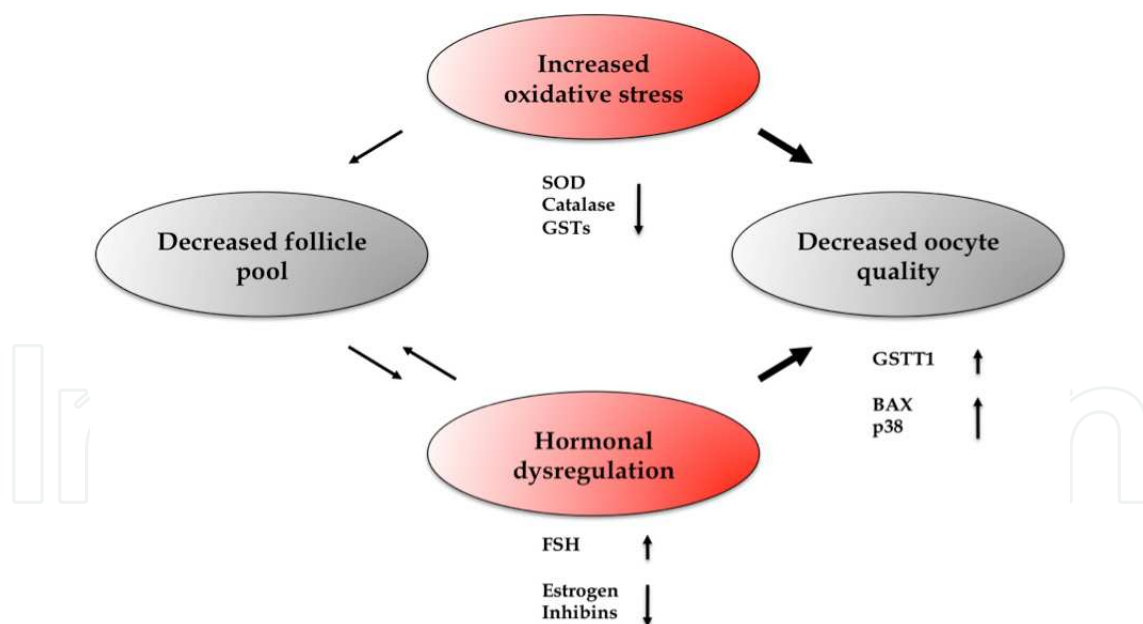 Increased
oxidative stress
SOD
Catalase
GSTs
Decreased follicle
pool
Decreased oocyte
quality
GSTT1
BAX
p38
Hormonal
dysregulation
FSH
Estrogen
Inhibins